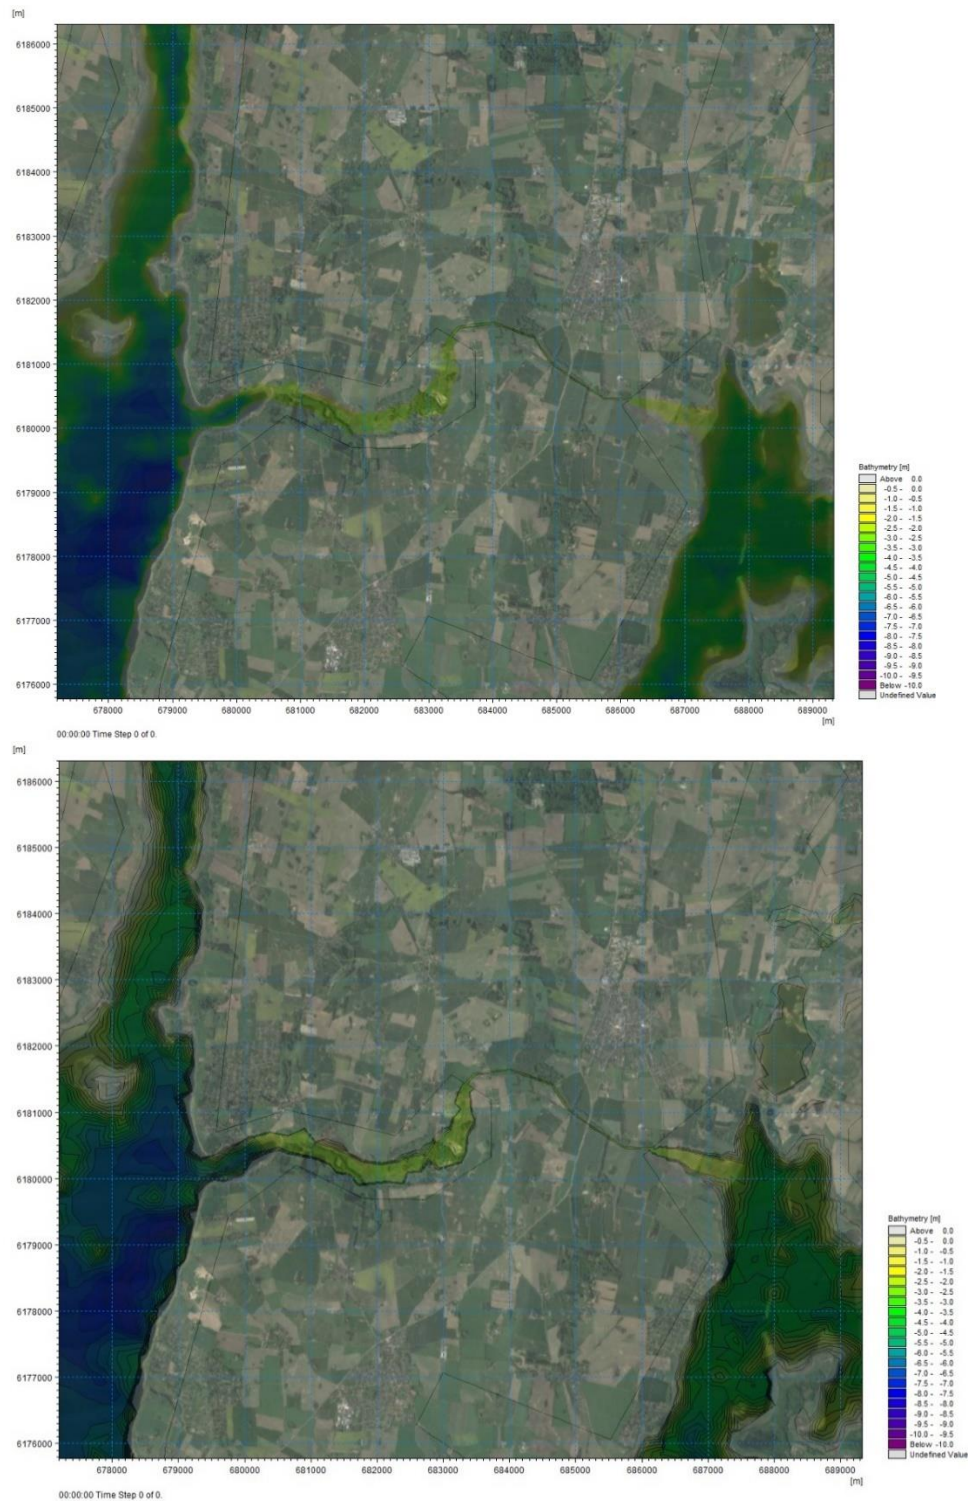 [m]
6186000
6185000
6184000
6183000
6182000
6181000
6180000
6179000
6178000
6177000
6176000
678000 679000 680000 681000 682000 683000 684000 685000 686000 687000 688000 689000
[m]
00:00:00 Time Step 0 of 0.
Bathymetry [m]
Above 0.0
-0.5 - 0.0
-1.0 - -0.5
-1.5 - -1.0
-2.0 - -1.5
-2.5 - -2.0
-3.0 - -2.5
-3.5 - -3.0
-4.0 - -3.5
-4.5 - -4.0
-5.0 - -4.5
-5.5 - -5.0
-6.0 - -5.5
-6.5 - -6.0
-7.0 - -6.5
-7.5 - -7.0
-8.0 - -7.5
-8.5 - -8.0
-9.0 - -8.5
-9.5 - -9.0
-10.0 - -9.5
Below -10.0
Undefined Value
[m]
6186000
6185000
6184000
6183000
6182000
6181000
6180000
6179000
6178000
6177000
6176000
678000 679000 680000 681000 682000 683000 684000 685000 686000 687000 688000 689000
[m]
00:00:00 Time Step 0 of 0.
Bathymetry [m]
Above 0.0
-0.5 - 0.0
-1.0 - -0.5
-1.5 - -1.0
-2.0 - -1.5
-2.5 - -2.0
-3.0 - -2.5
-3.5 - -3.0
-4.0 - -3.5
-4.5 - -4.0
-5.0 - -4.5
-5.5 - -5.0
-6.0 - -5.5
-6.5 - -6.0
-7.0 - -6.5
-7.5 - -7.0
-8.0 - -7.5
-8.5 - -8.0
-9.0 - -8.5
-9.5 - -9.0
-10.0 - -9.5
Below -10.0
Undefined Value